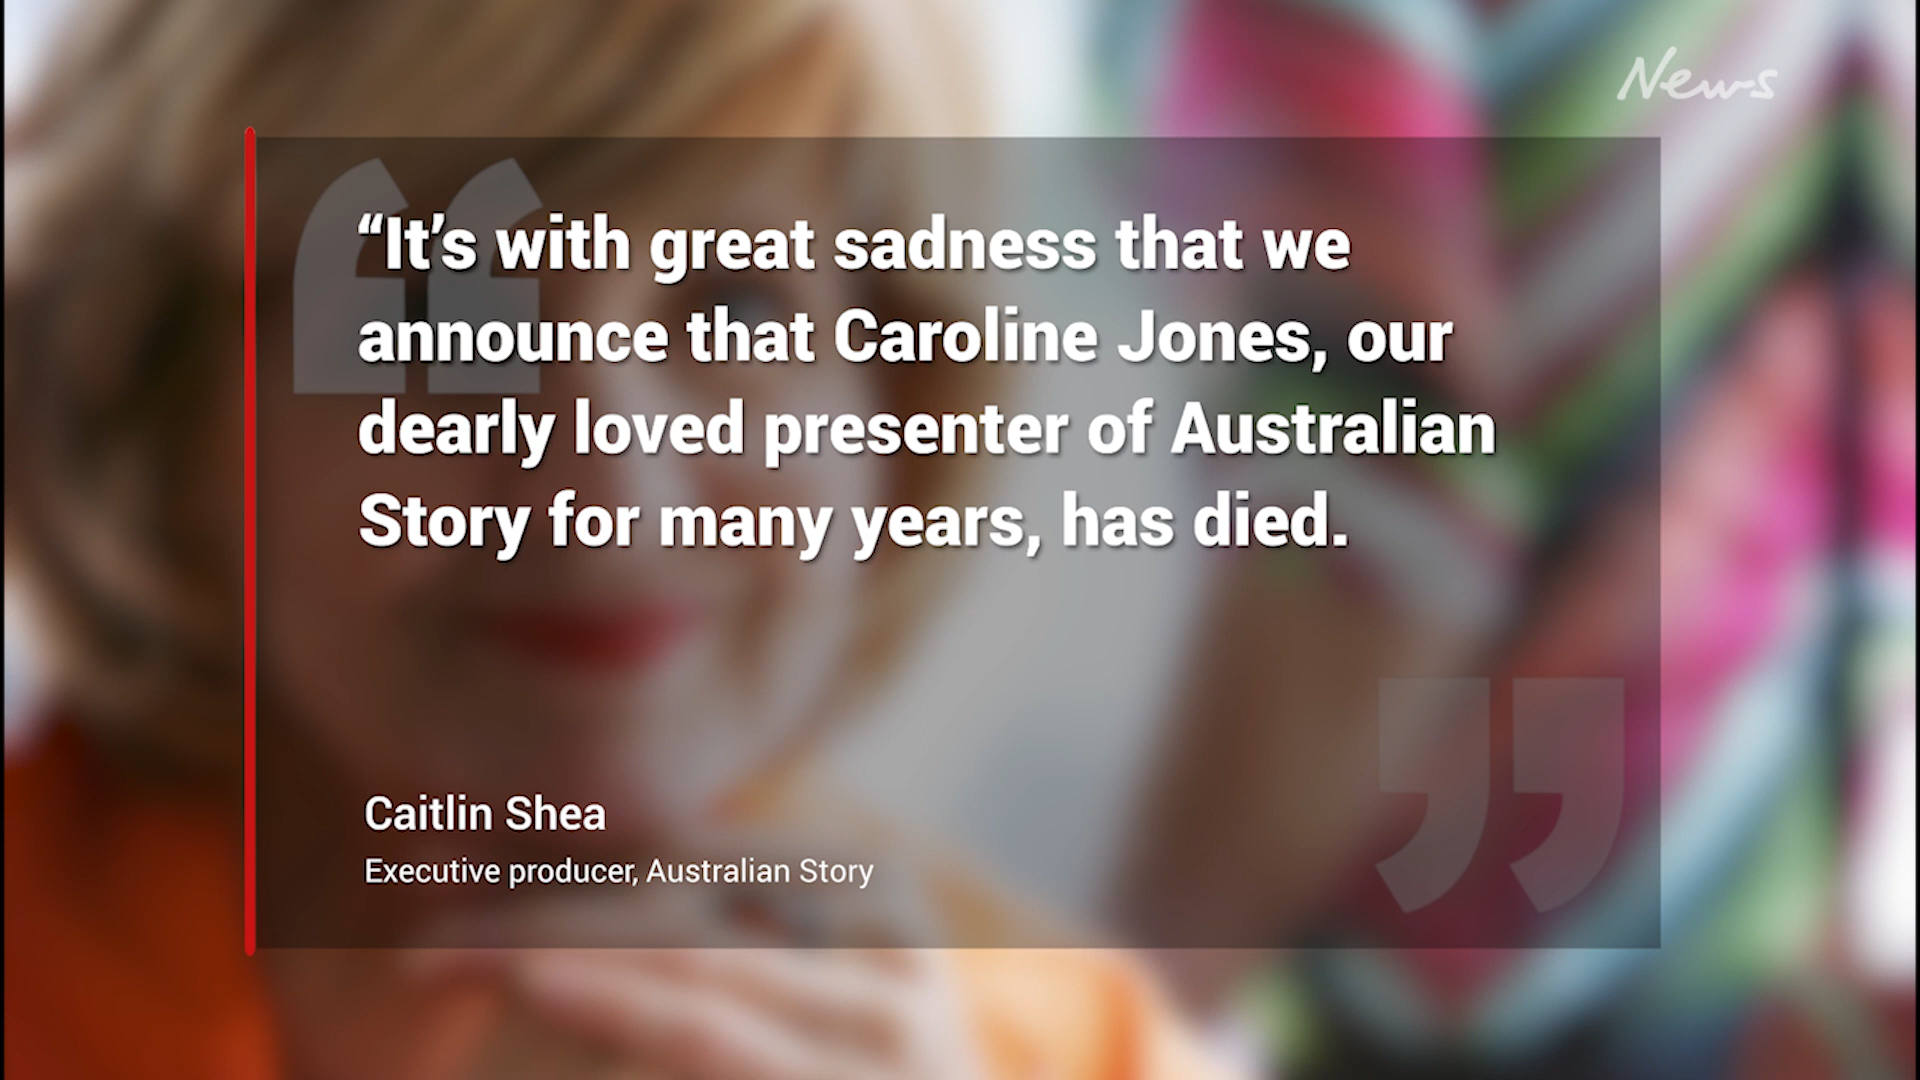 News
“It’s with great sadness that we
announce that Caroline Jones, our
dearly loved presenter of Australian
Story for many years, has died.
Caitlin Shea
Executive producer, Australian Story